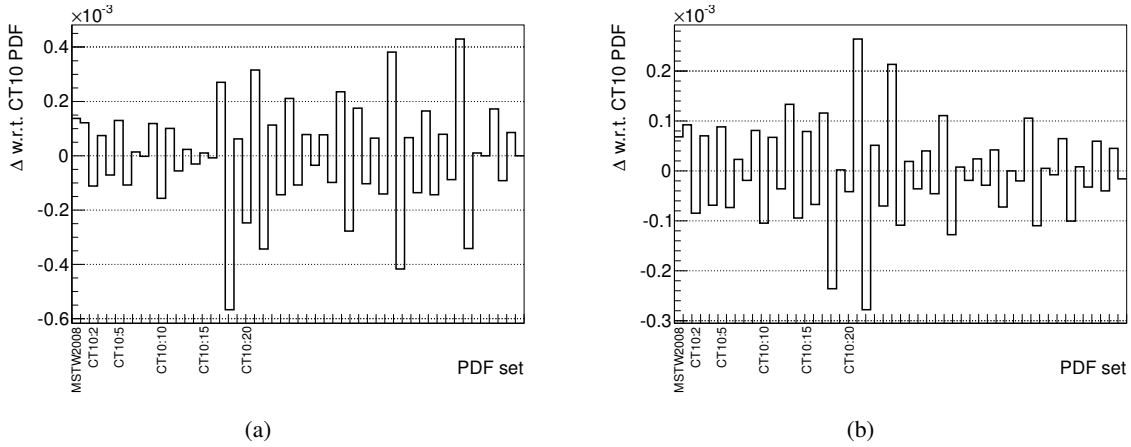 ×10⁻³
Δ w.r.t. CT10 PDF
0.4
0.2
0
-0.2
-0.4
-0.6
MSTW2008
CT10:2
CT10:5
CT10:10
CT10:15
CT10:20
PDF set
(a)
×10⁻³
Δ w.r.t. CT10 PDF
0.2
0.1
0
-0.1
-0.2
-0.3
MSTW2008
CT10:2
CT10:5
CT10:10
CT10:15
CT10:20
PDF set
(b)